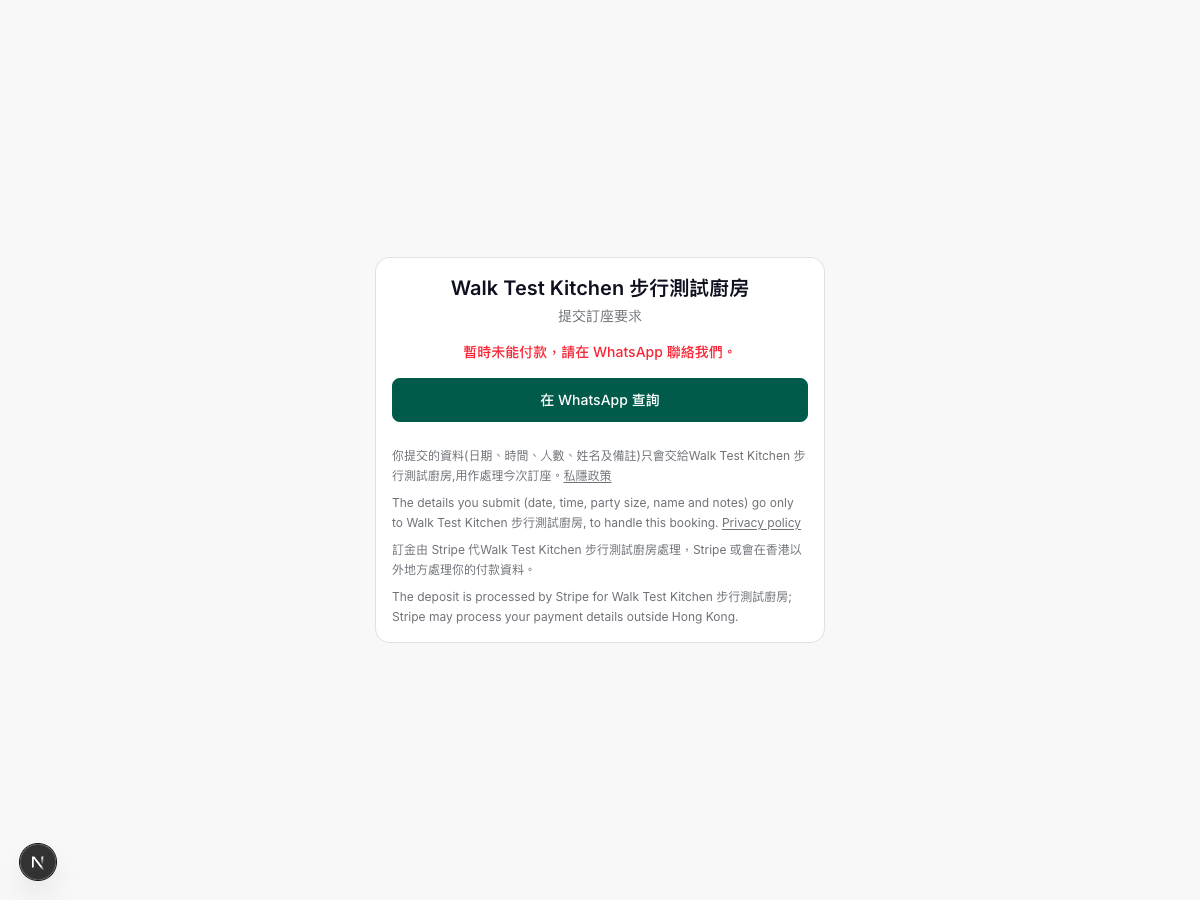 Walk Test Kitchen 步行測試廚房
提交訂座要求
暫時未能付款，請在 WhatsApp 聯絡我們。
在 WhatsApp 查詢
你提交的資料(日期、時間、人數、姓名及備註)只會交給Walk Test Kitchen 步
行測試廚房,用作處理今次訂座。私隱政策
The details you submit (date, time, party size, name and notes) go only
to Walk Test Kitchen 步行測試廚房, to handle this booking. Privacy policy
訂金由 Stripe 代Walk Test Kitchen 步行測試廚房處理，Stripe 或會在香港以
外地方處理你的付款資料。
The deposit is processed by Stripe for Walk Test Kitchen 步行測試廚房;
Stripe may process your payment details outside Hong Kong.
N